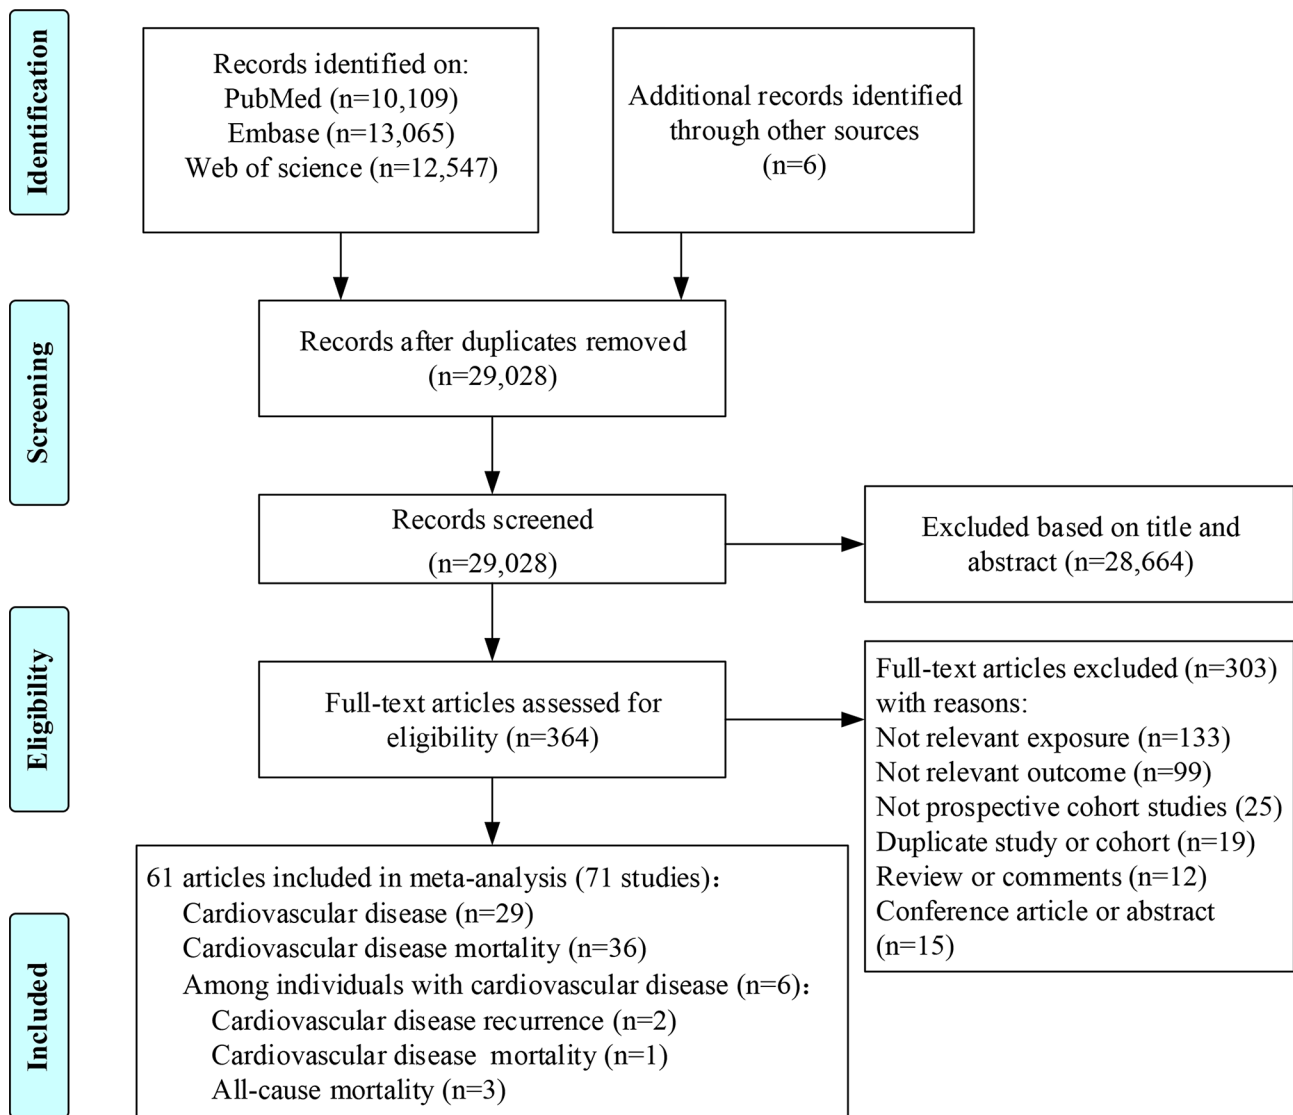 Identification
Records identified on:
PubMed (n=10,109)
Embase (n=13,065)
Web of science (n=12,547)
Additional records identified
through other sources
(n=6)
Screening
Records after duplicates removed
(n=29,028)
Records screened
(n=29,028)
Excluded based on title and
abstract (n=28,664)
Eligibility
Full-text articles assessed for
eligibility (n=364)
Full-text articles excluded (n=303)
with reasons:
Not relevant exposure (n=133)
Not relevant outcome (n=99)
Not prospective cohort studies (25)
Duplicate study or cohort (n=19)
Review or comments (n=12)
Conference article or abstract
(n=15)
Included
61 articles included in meta-analysis (71 studies)：
Cardiovascular disease (n=29)
Cardiovascular disease mortality (n=36)
Among individuals with cardiovascular disease (n=6)：
Cardiovascular disease recurrence (n=2)
Cardiovascular disease mortality (n=1)
All-cause mortality (n=3)